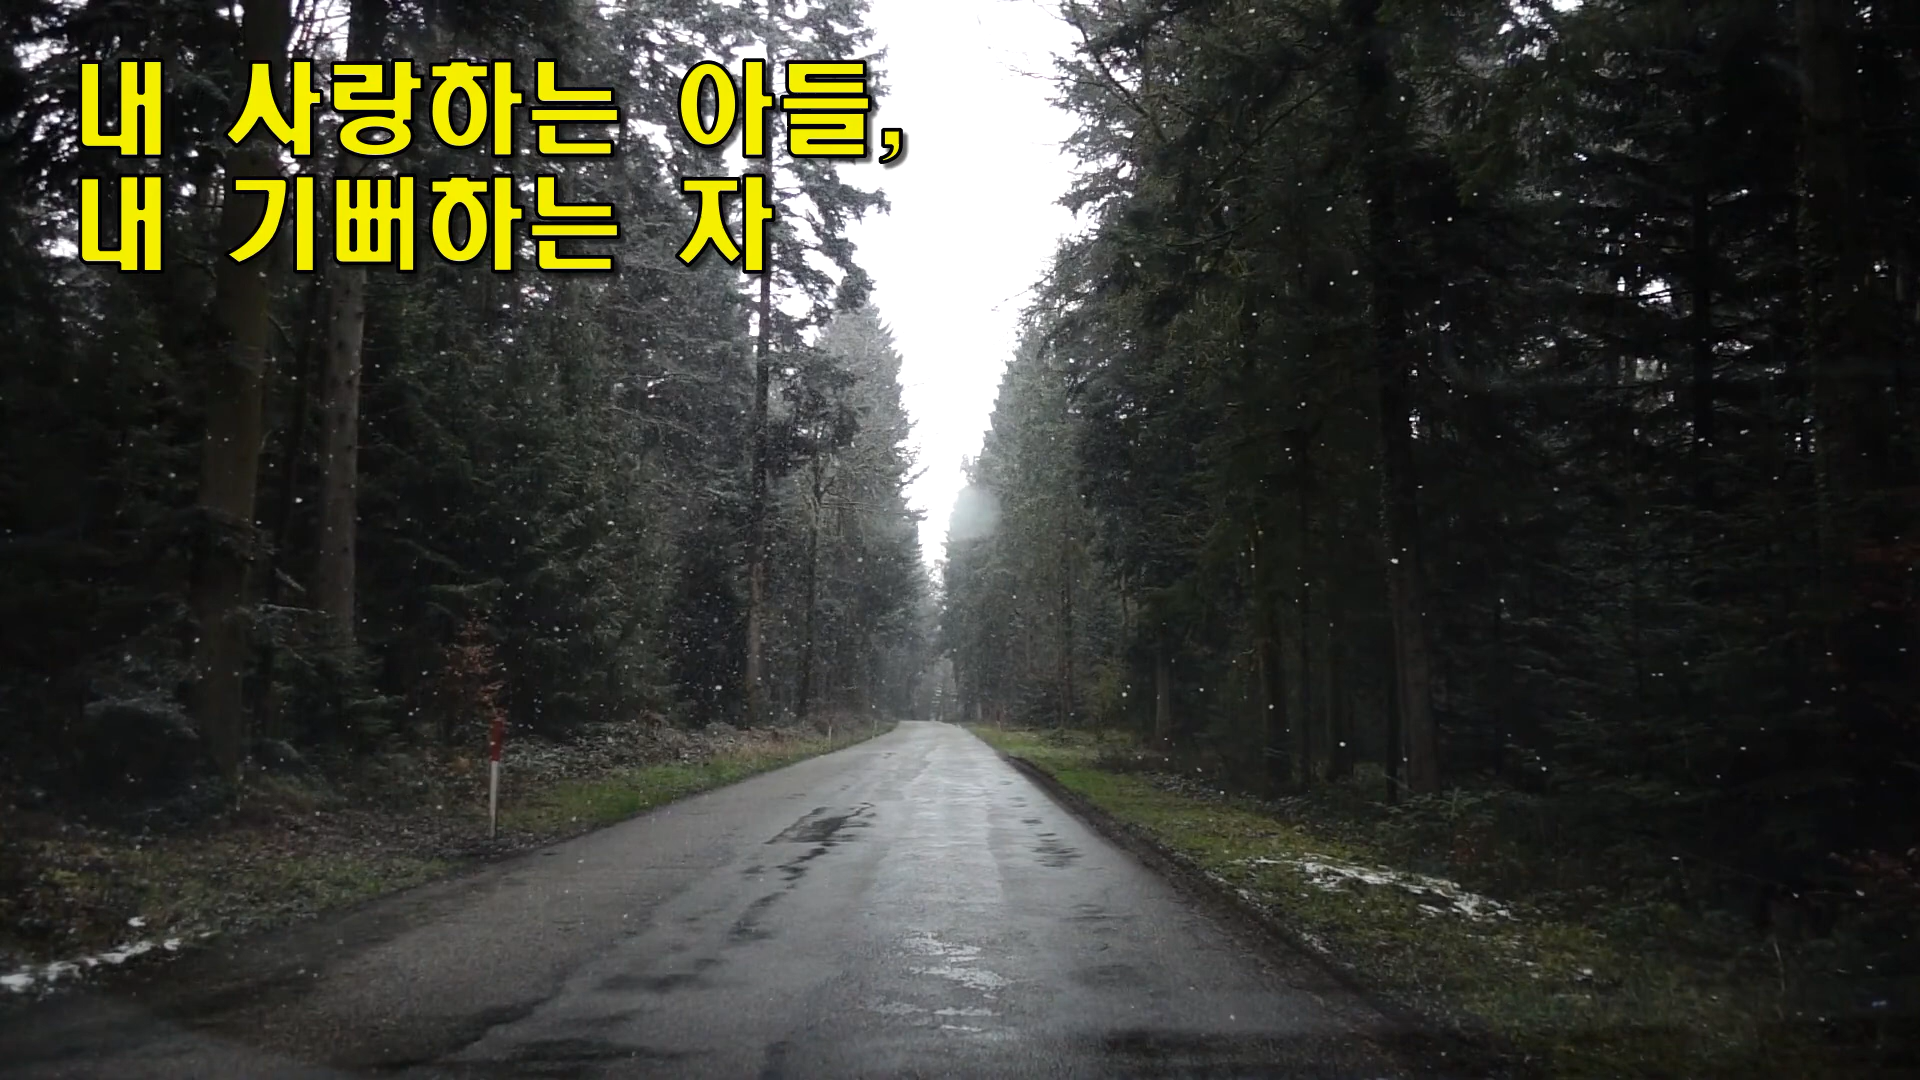 내 사랑하는 아들,
내 기뻐하는 자